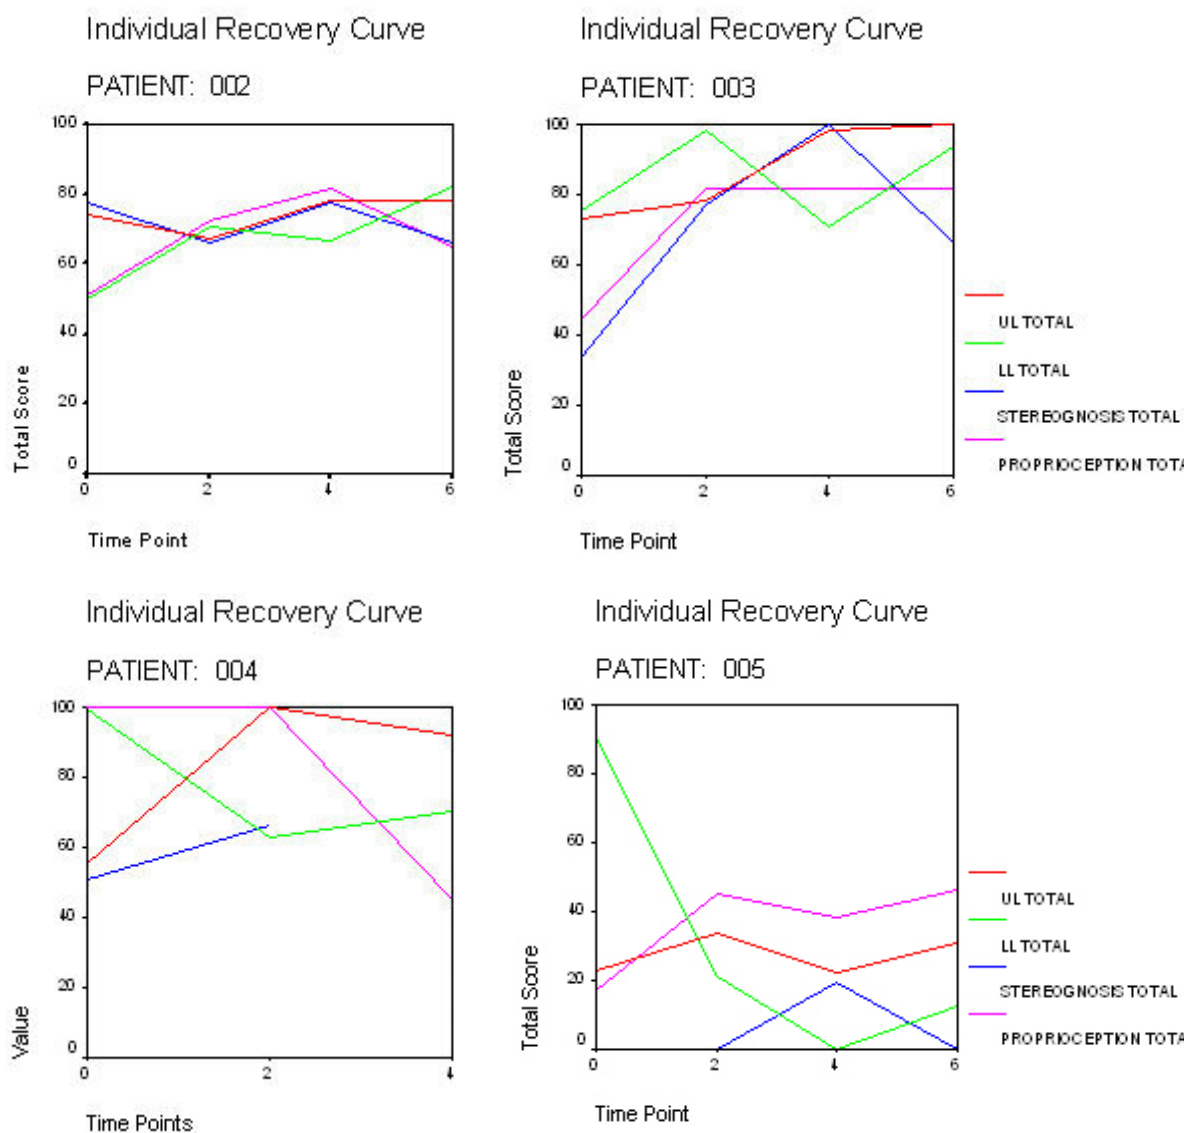 Individual Recovery Curve
PATIENT: 002
100
80
60
40
20
0
0 2 4 6
Total Score
Time Point
Individual Recovery Curve
PATIENT: 003
100
80
60
40
20
0
0 2 4 6
Total Score
Time Point
UL TOTAL
LL TOTAL
STEREOGNOSIS TOTAL
PROPRIOCEPTION TOTA
Individual Recovery Curve
PATIENT: 004
100
80
60
40
20
0
0 2 4
Value
Time Points
Individual Recovery Curve
PATIENT: 005
100
80
60
40
20
0
0 2 4 6
Total Score
Time Point
UL TOTAL
LL TOTAL
STEREOGNOSIS TOTAL
PROPRIOCEPTION TOTA